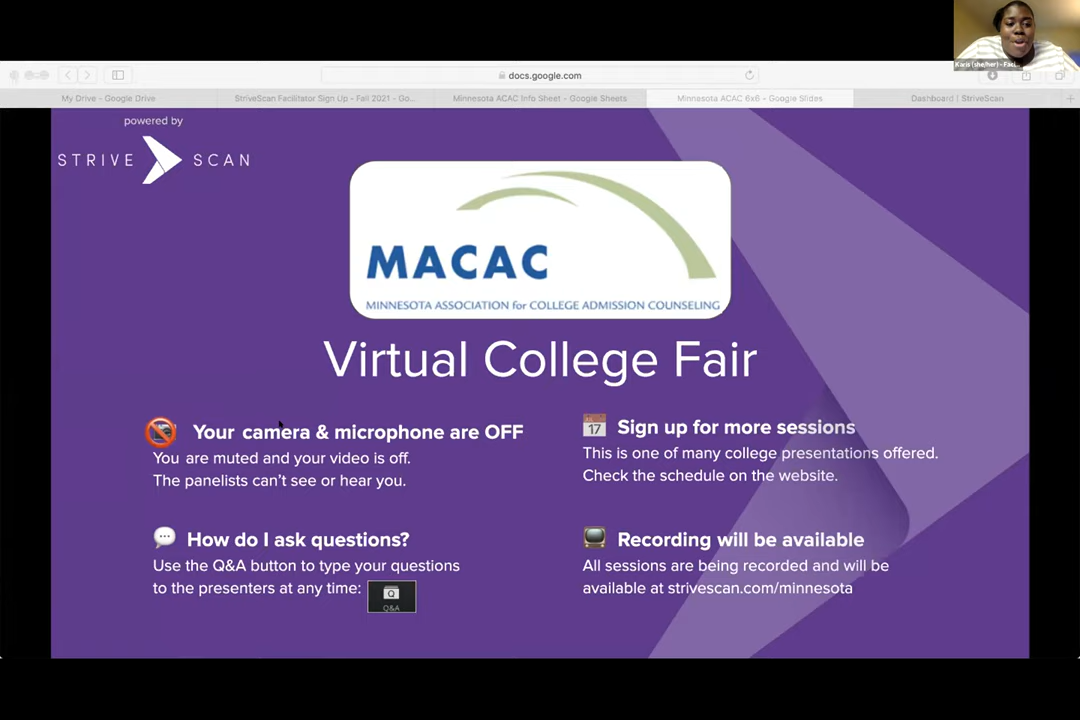 Karis (she/her) - Faci...
docs.google.com
My Drive - Google Drive
StriveScan Facilitator Sign Up - Fall 2021 - Go...
Minnesota ACAC Info Sheet - Google Sheets
Minnesota ACAC 6x6 - Google Slides
Dashboard | StriveScan
powered by
STRIVE SCAN
MACAC
MINNESOTA ASSOCIATION for COLLEGE ADMISSION COUNSELING
Virtual College Fair
Your camera & microphone are OFF
You are muted and your video is off.
The panelists can't see or hear you.
17
Sign up for more sessions
This is one of many college presentations offered.
Check the schedule on the website.
How do I ask questions?
Use the Q&A button to type your questions
to the presenters at any time:
Q
Q&A
Recording will be available
All sessions are being recorded and will be
available at strivescan.com/minnesota